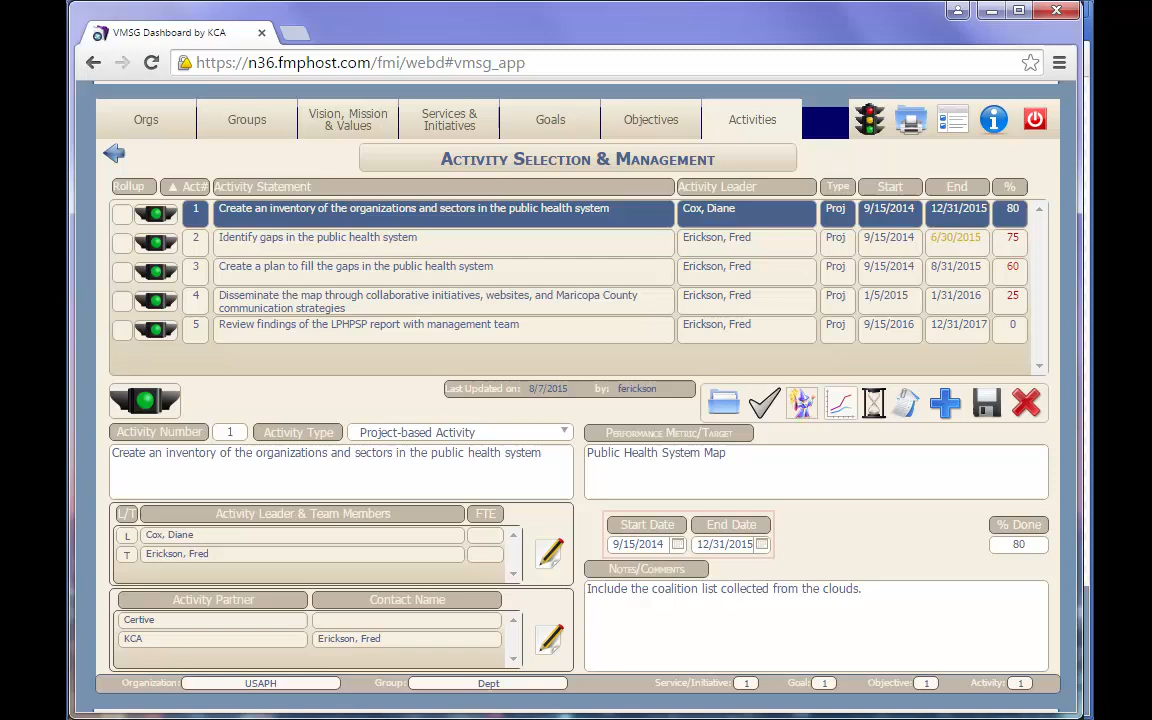 VMSG Dashboard by KCA
https://n36.fmphost.com/fmi/webd#vmsg_app
Orgs
Groups
Vision, Mission
& Values
Services &
Initiatives
Goals
Objectives
Activities
Activity Selection & Management
Rollup ▲ Act# Activity Statement Activity Leader Type Start End %
1 Create an inventory of the organizations and sectors in the public health system Cox, Diane Proj 9/15/2014 12/31/2015 80
2 Identify gaps in the public health system Erickson, Fred Proj 9/15/2014 6/30/2015 75
3 Create a plan to fill the gaps in the public health system Erickson, Fred Proj 9/15/2014 8/31/2015 60
4 Disseminate the map through collaborative initiatives, websites, and Maricopa County Erickson, Fred Proj 1/5/2015 1/31/2016 25
communication strategies
5 Review findings of the LPHPSP report with management team Erickson, Fred Proj 9/15/2016 12/31/2017 0
Last Updated on: 8/7/2015 by: ferickson
Activity Number 1 Activity Type Project-based Activity
Performance Metric/Target
Create an inventory of the organizations and sectors in the public health system
Public Health System Map
L/T Activity Leader & Team Members FTE
L Cox, Diane
T Erickson, Fred
Start Date End Date % Done
9/15/2014 12/31/2015 80
Notes/Comments
Include the coalition list collected from the clouds.
Activity Partner Contact Name
Certive
KCA Erickson, Fred
Organization: USAPH Group: Dept Service/Initiative: 1 Goal: 1 Objective: 1 Activity: 1